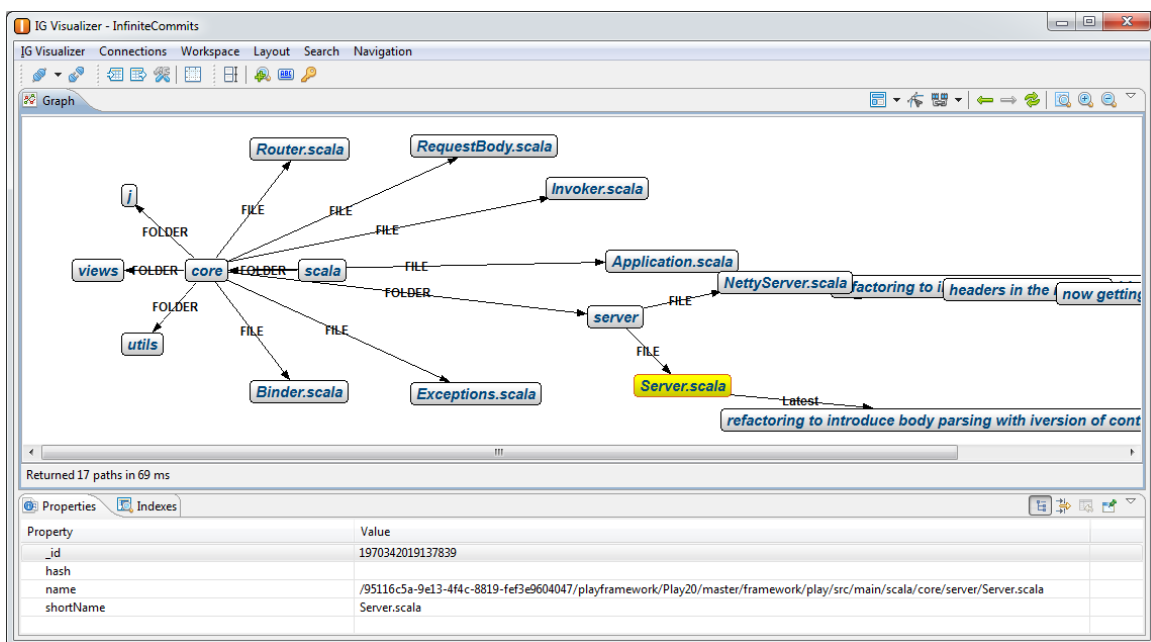 IG Visualizer - InfiniteCommits
IG Visualizer Connections Workspace Layout Search Navigation
Graph
Router.scala
RequestBody.scala
Invoker.scala
j
FILE
FILE
FOLDER
FILE
views
FOLDER
core
FOLDER
scala
FILE
Application.scala
NettyServer.scala
factoring to i
headers in the
now getting
FOLDER
FILE
FOLDER
server
utils
FILE
FILE
FILE
Binder.scala
Exceptions.scala
Server.scala
Latest
refactoring to introduce body parsing with iversion of cont
Returned 17 paths in 69 ms
Properties Indexes
Property Value
_id 1970342019137839
hash
name /95116c5a-9e13-4f4c-8819-fef3e9604047/playframework/Play20/master/framework/play/src/main/scala/core/server/Server.scala
shortName Server.scala